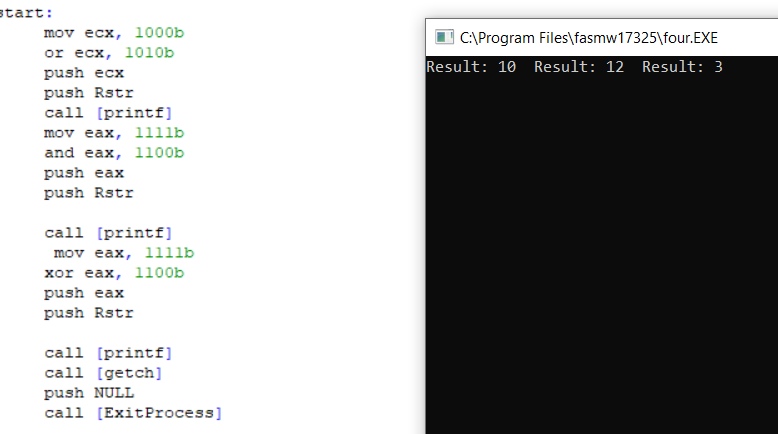 start:
mov ecx, 1000b
or ecx, 1010b
push ecx
push Rstr
call [printf]
mov eax, 1111b
and eax, 1100b
push eax
push Rstr
call [printf]
mov eax, 1111b
xor eax, 1100b
push eax
push Rstr
call [printf]
call [getch]
push NULL
call [ExitProcess]
C:\Program Files\fasmw17325\four.EXE
Result: 10  Result: 12  Result: 3